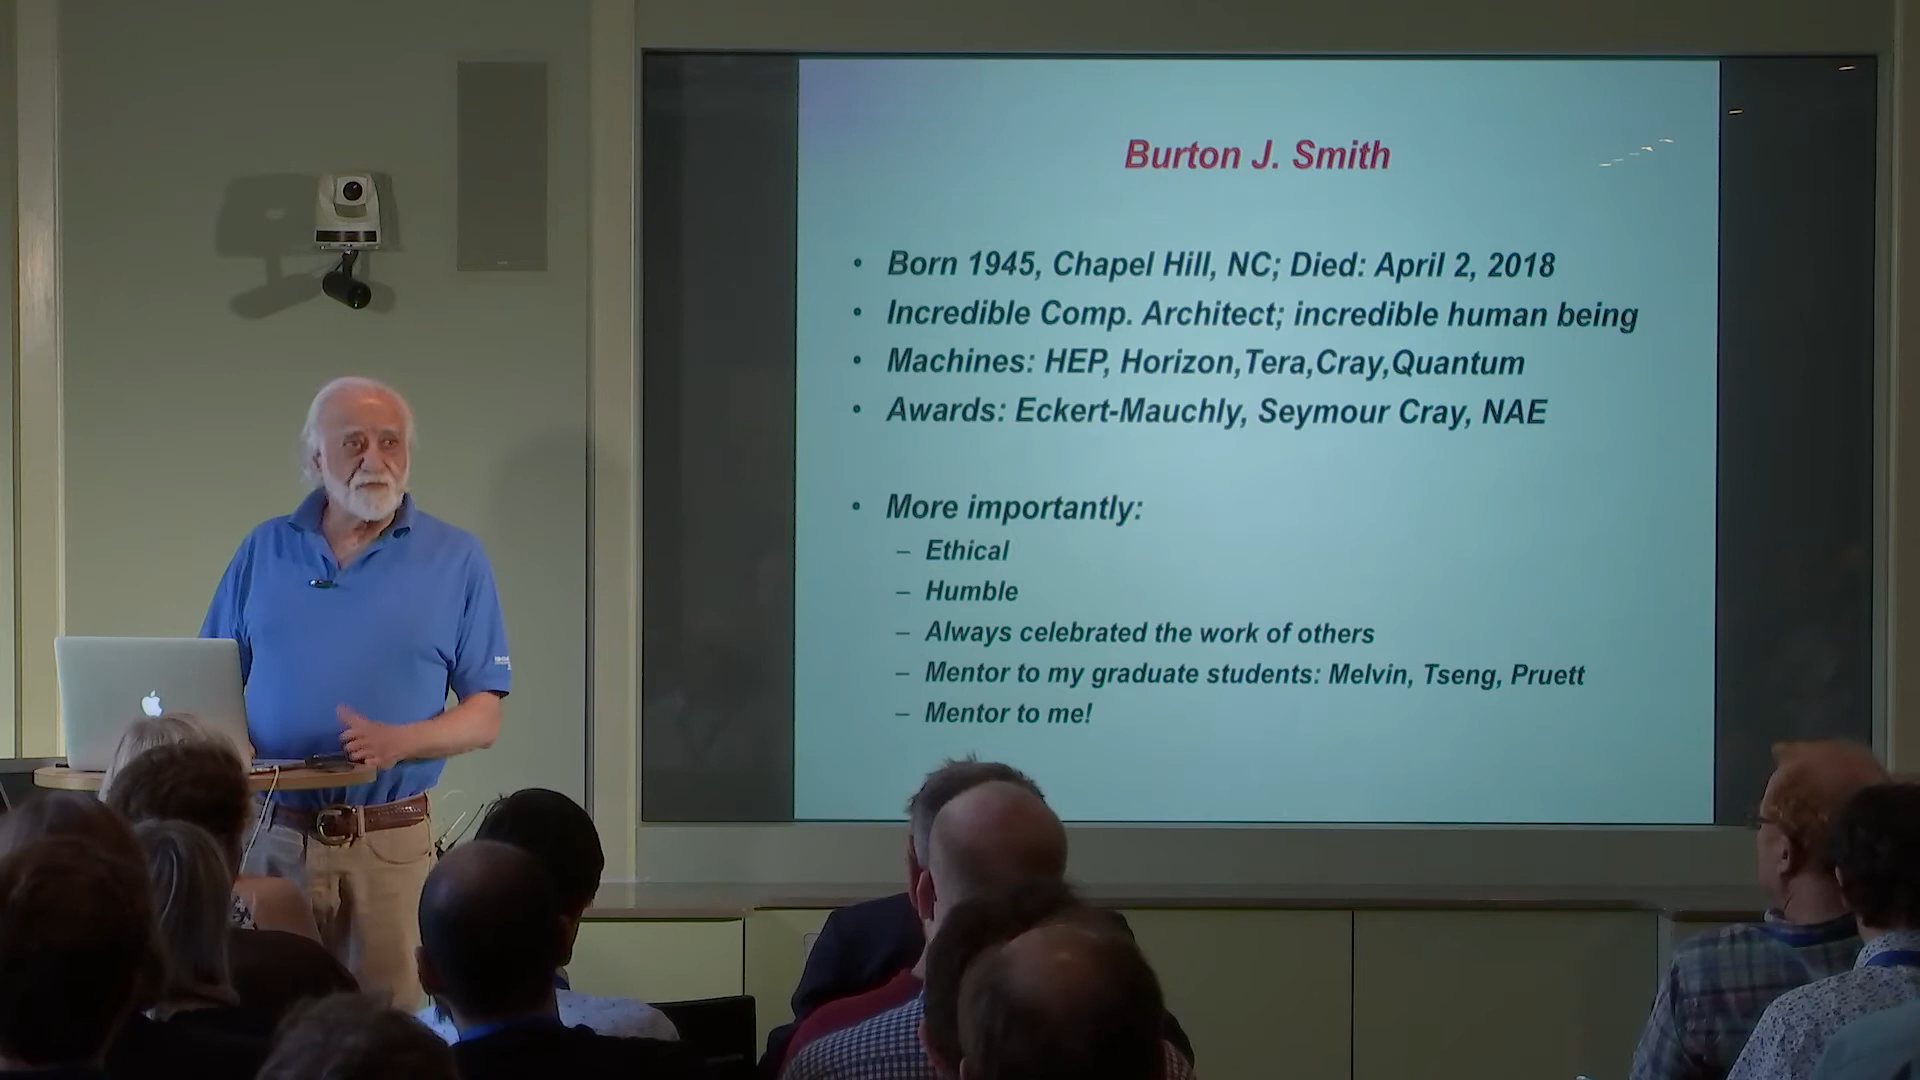 Burton J. Smith
• Born 1945, Chapel Hill, NC; Died: April 2, 2018
• Incredible Comp. Architect; incredible human being
• Machines: HEP, Horizon,Tera,Cray,Quantum
• Awards: Eckert-Mauchly, Seymour Cray, NAE
• More importantly:
– Ethical
– Humble
– Always celebrated the work of others
– Mentor to my graduate students: Melvin, Tseng, Pruett
– Mentor to me!